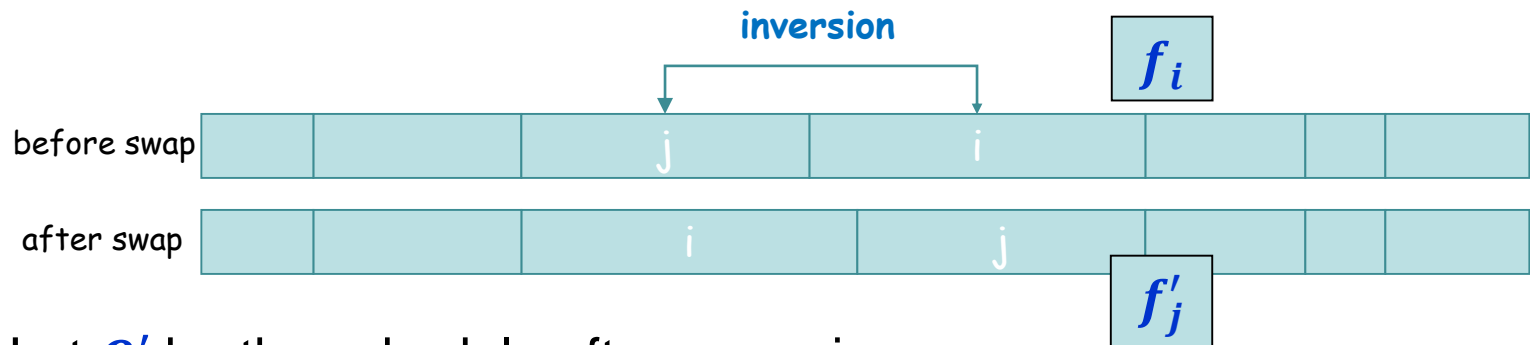 inversion
f_i
before swap j i
after swap i j
f'_j